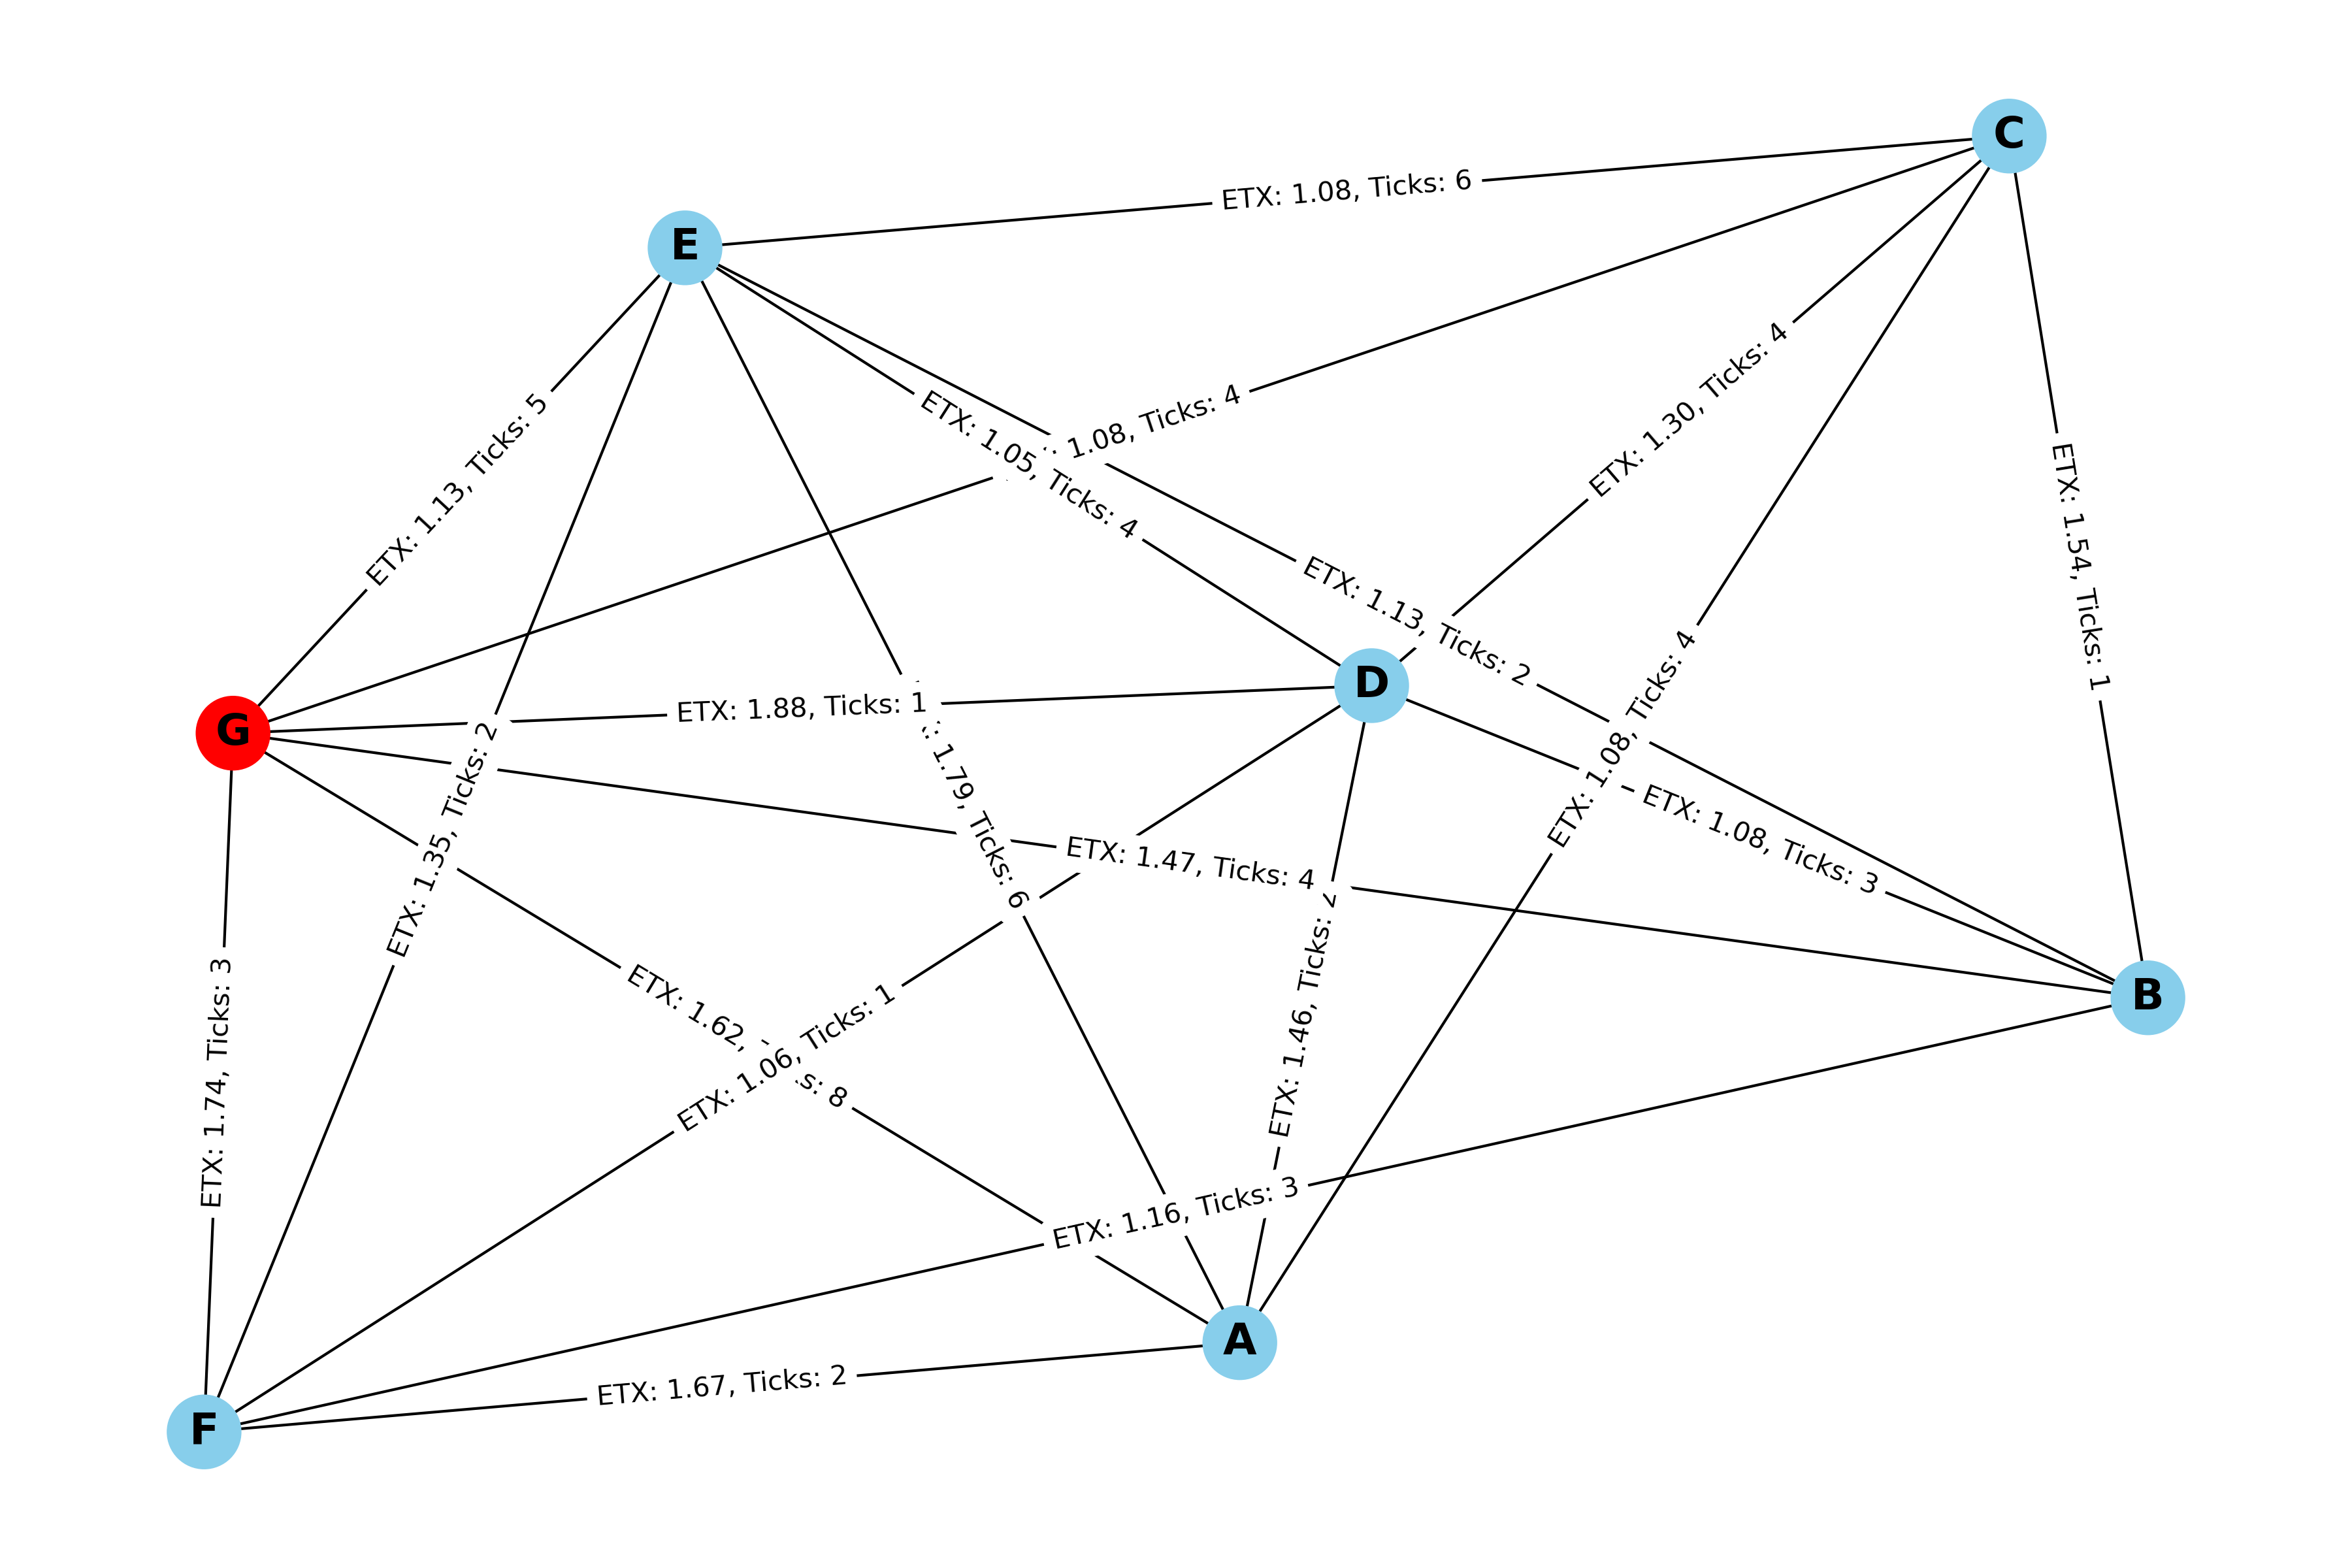 C
ETX: 1.08, Ticks: 6
E
ETX: 1.30, Ticks: 4
ETX: 1.08, Ticks: 4
ETX: 1.13, Ticks: 5
ETX: 1.05, Ticks: 4
ETX: 1.54, Ticks: 1
ETX: 1.13, Ticks: 2
D
ETX: 1.88, Ticks: 1
G
ETX: 1.08, Ticks: 4
1.79, Ticks: 6
ETX: 1.35, Ticks: 2
ETX: 1.08, Ticks: 3
ETX: 1.47, Ticks: 4
B
ETX: 1.46, Ticks: 2
ETX: 1.62, s: 8
ETX: 1.06, Ticks: 1
ETX: 1.74, Ticks: 3
ETX: 1.16, Ticks: 3
A
ETX: 1.67, Ticks: 2
F